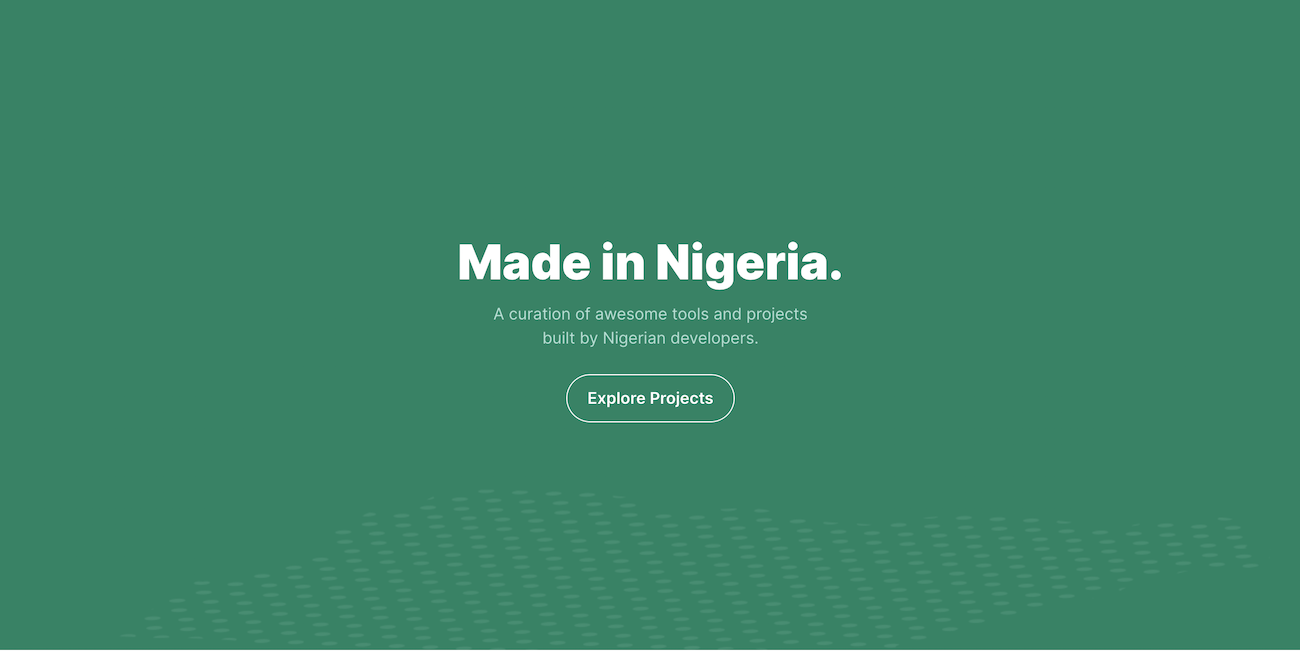 Made in Nigeria.
A curation of awesome tools and projects
built by Nigerian developers.
Explore Projects